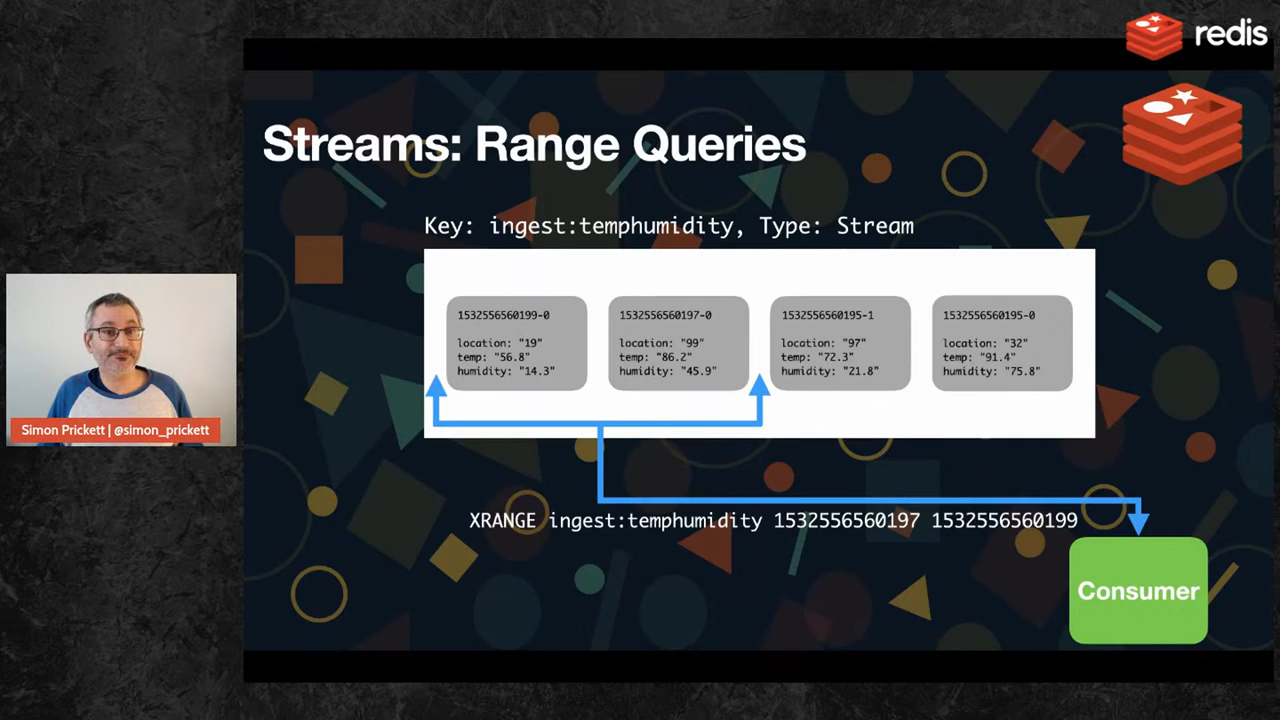 redis
Streams: Range Queries
Key: ingest:temphumidity, Type: Stream
1532556560199-0
location: "19"
temp: "56.8"
humidity: "14.3"
1532556560197-0
location: "99"
temp: "86.2"
humidity: "45.9"
1532556560195-1
location: "97"
temp: "72.3"
humidity: "21.8"
1532556560195-0
location: "32"
temp: "91.4"
humidity: "75.8"
Simon Prickett | @simon_prickett
XRANGE ingest:temphumidity 1532556560197 1532556560199
Consumer